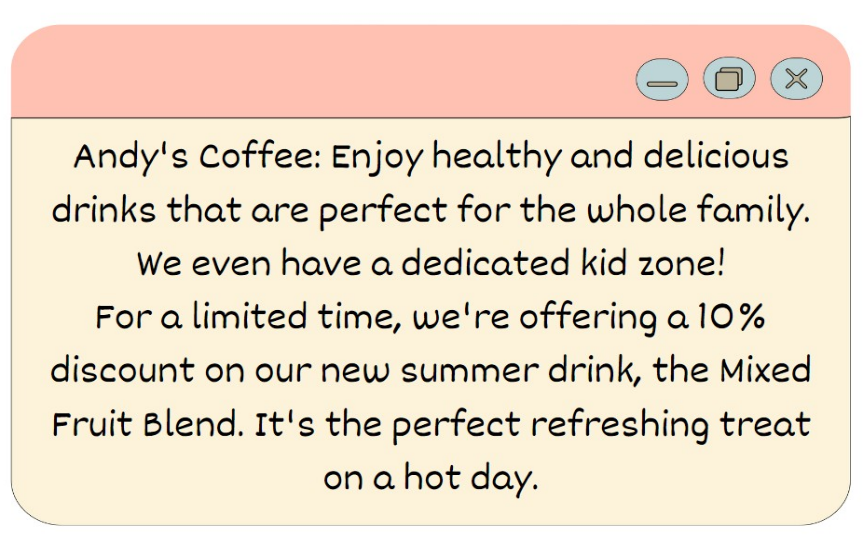 Andy's Coffee: Enjoy healthy and delicious
drinks that are perfect for the whole family.
We even have a dedicated kid zone!
For a limited time, we're offering a 10%
discount on our new summer drink, the Mixed
Fruit Blend. It's the perfect refreshing treat
on a hot day.